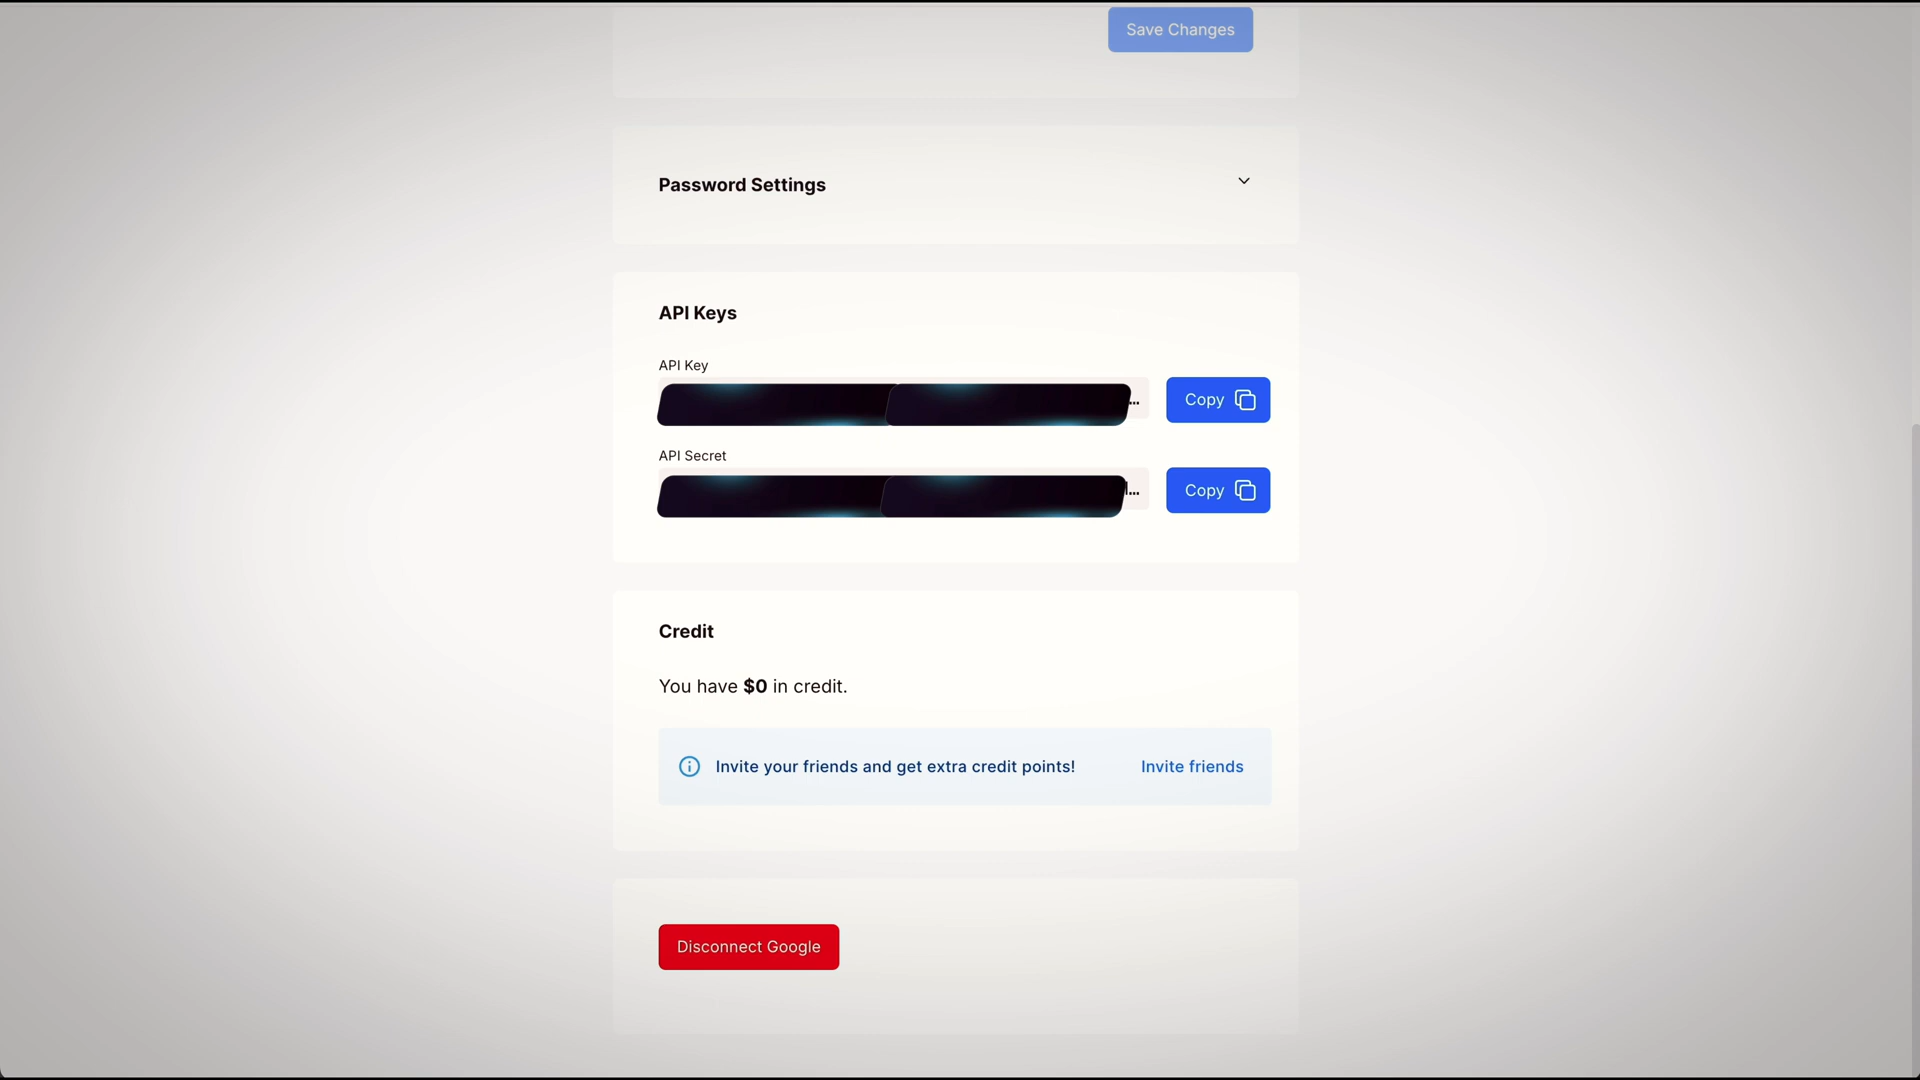 Save Changes
Password Settings
API Keys
API Key
...
Copy
API Secret
...
Copy
Credit
You have $0 in credit.
Invite your friends and get extra credit points!
Invite friends
Disconnect Google